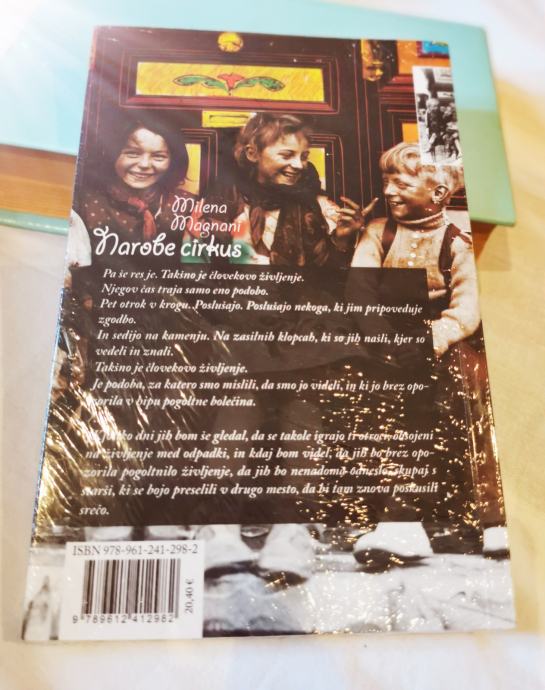 Milena
Magnani
Narobe cirkus
Pa še res je. Takšno je človekovo življenje.
Njegov čas traja samo eno podobo.
Pet otrok v krogu. Poslušajo. Poslušajo nekoga, ki jim pripoveduje
zgodbo.
In sedijo na kamenju. Na zasilnih klopcah, ki so jih našli, kjer so
vedeli in znali.
Takšno je človekovo življenje.
Je podoba, za katero smo mislili, da smo jo videli, in ki jo brez opo-
zorila v hipu pogoltne bolečina.
Koliko dni jih bom še gledal, da se takole igrajo ti otroci, obsojeni
na življenje med odpadki, in kdaj bom videl, da jih bo brez opo-
zorila pogoltnilo življenje, da jih bo nenadoma odneslo skupaj s
starši, ki se bojo preselili v drugo mesto, da bi tam znova poskusili
srečo.
ISBN 978-961-241-298-2
9 789612 412982
20,40 €